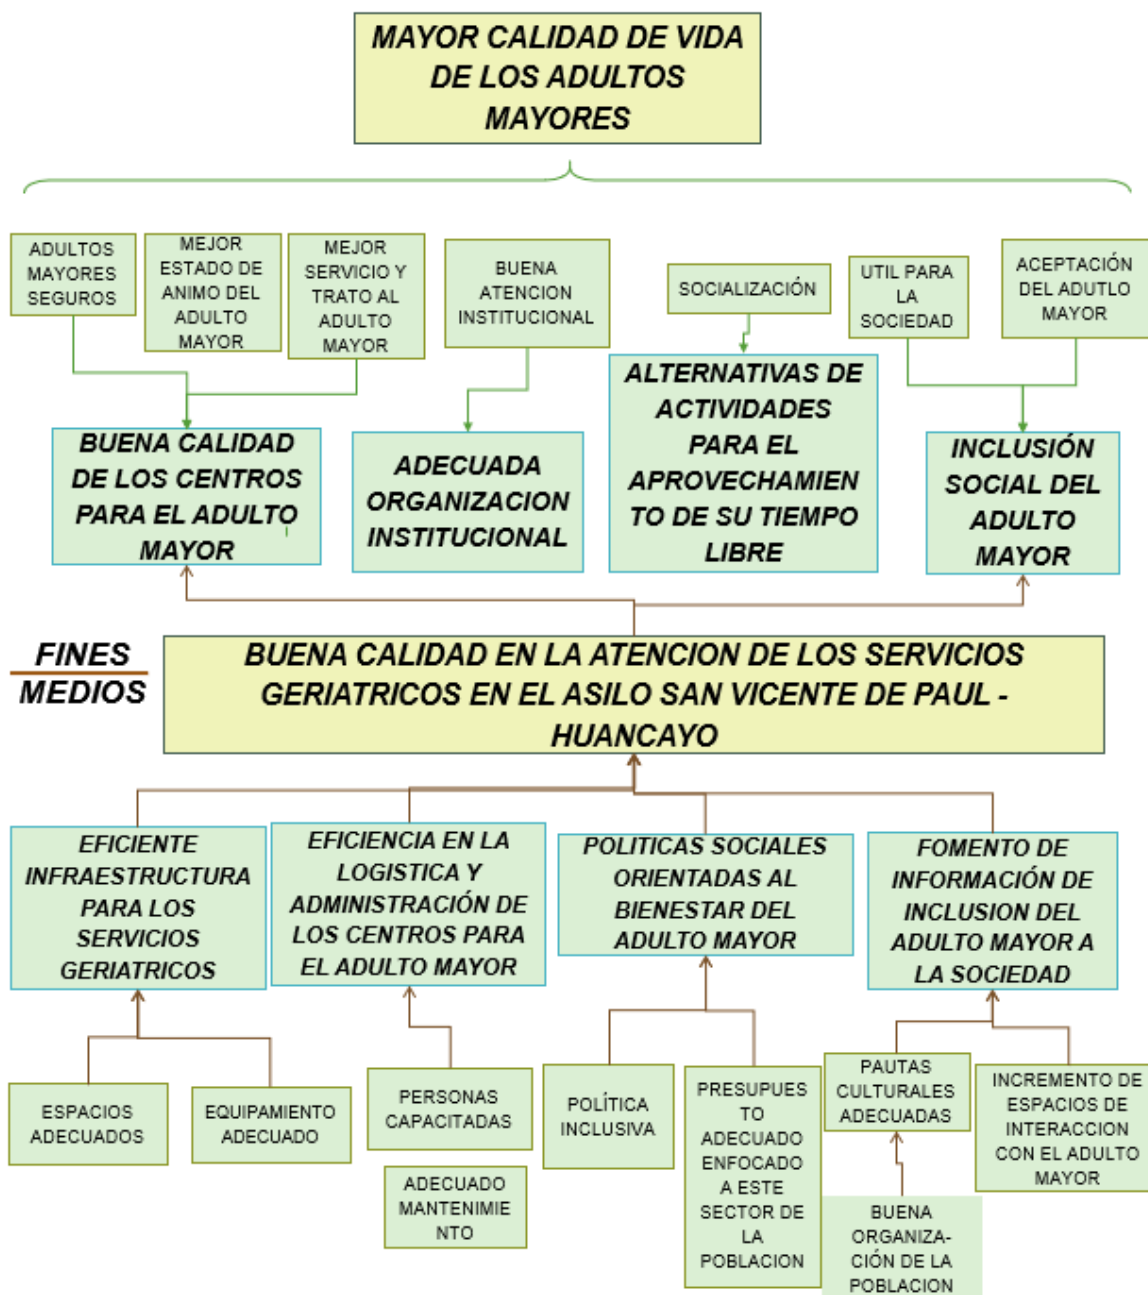 MAYOR CALIDAD DE VIDA
DE LOS ADULTOS
MAYORES
ADULTOS
MAYORES
SEGUROS
MEJOR
ESTADO DE
ANIMO DEL
ADULTO
MAYOR
MEJOR
SERVICIO Y
TRATO AL
ADULTO
MAYOR
BUENA
ATENCION
INSTITUCIONAL
SOCIALIZACIÓN
UTIL PARA
LA
SOCIEDAD
ACEPTACIÓN
DEL ADUTLO
MAYOR
BUENA CALIDAD
DE LOS CENTROS
PARA EL ADULTO
MAYOR
ADECUADA
ORGANIZACION
INSTITUCIONAL
ALTERNATIVAS DE
ACTIVIDADES
PARA EL
APROVECHAMIEN
TO DE SU TIEMPO
LIBRE
INCLUSIÓN
SOCIAL DEL
ADULTO
MAYOR
FINES
MEDIOS
BUENA CALIDAD EN LA ATENCION DE LOS SERVICIOS
GERIATRICOS EN EL ASILO SAN VICENTE DE PAUL -
HUANCAYO
EFICIENTE
INFRAESTRUCTURA
PARA LOS
SERVICIOS
GERIATRICOS
EFICIENCIA EN LA
LOGISTICA Y
ADMINISTRACIÓN DE
LOS CENTROS PARA
EL ADULTO MAYOR
POLITICAS SOCIALES
ORIENTADAS AL
BIENESTAR DEL
ADULTO MAYOR
FOMENTO DE
INFORMACIÓN DE
INCLUSION DEL
ADULTO MAYOR A
LA SOCIEDAD
ESPACIOS
ADECUADOS
EQUIPAMIENTO
ADECUADO
PERSONAS
CAPACITADAS
ADECUADO
MANTENIMIE
NTO
POLÍTICA
INCLUSIVA
PRESUPUES
TO
ADECUADO
ENFOCADO
A ESTE
SECTOR DE
LA
POBLACION
PAUTAS
CULTURALES
ADECUADAS
BUENA
ORGANIZA-
CIÓN DE LA
POBLACION
INCREMENTO DE
ESPACIOS DE
INTERACCION
CON EL ADULTO
MAYOR